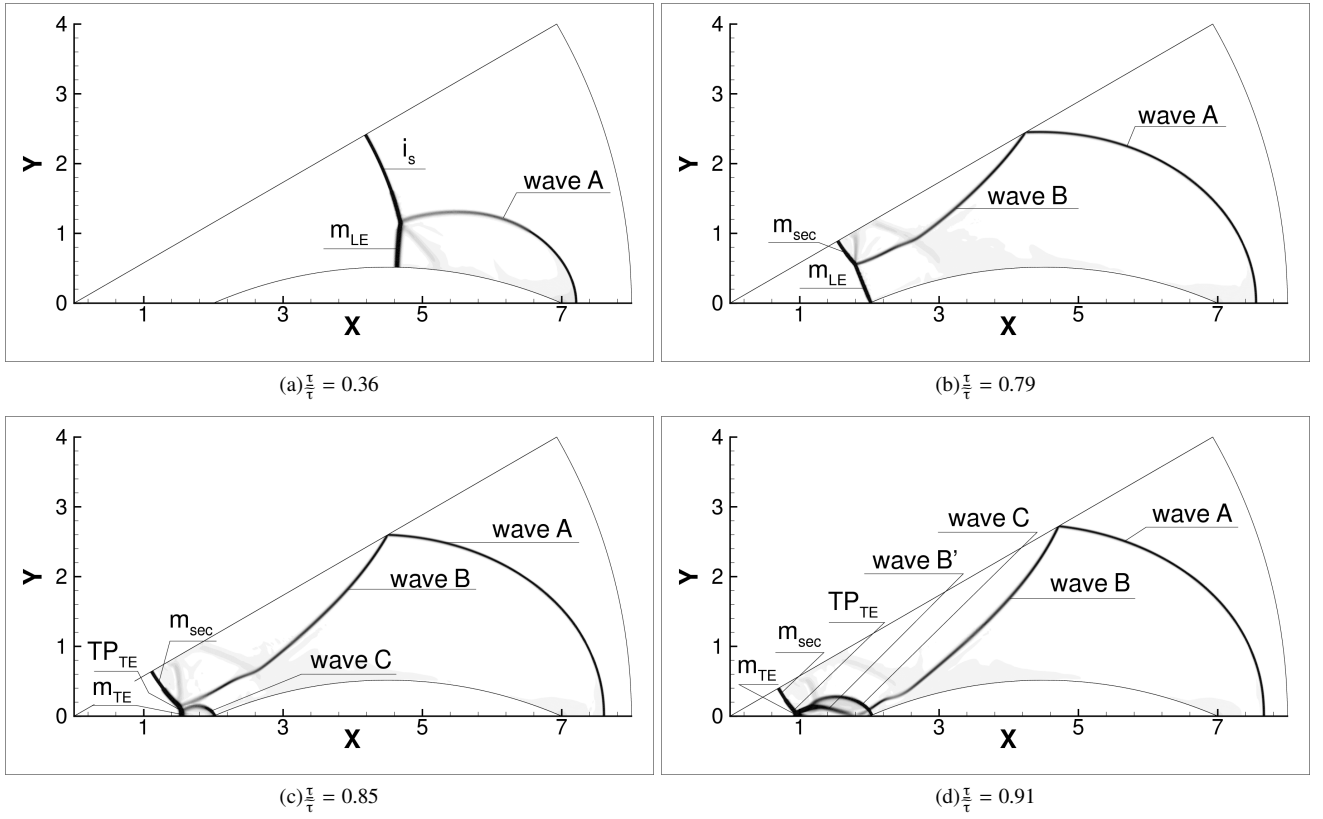 4
3
2
1
0
Y
1
3
5
7
X
i_s
wave A
m_LE
(a) τ/τ̄ = 0.36
4
3
2
1
0
Y
1
3
5
7
X
wave A
wave B
m_sec
m_LE
(b) τ/τ̄ = 0.79
4
3
2
1
0
Y
1
3
5
7
X
wave A
wave B
m_sec
TP_TE
wave C
m_TE
(c) τ/τ̄ = 0.85
4
3
2
1
0
Y
1
3
5
7
X
wave C
wave A
wave B’
wave B
TP_TE
m_sec
m_TE
(d) τ/τ̄ = 0.91